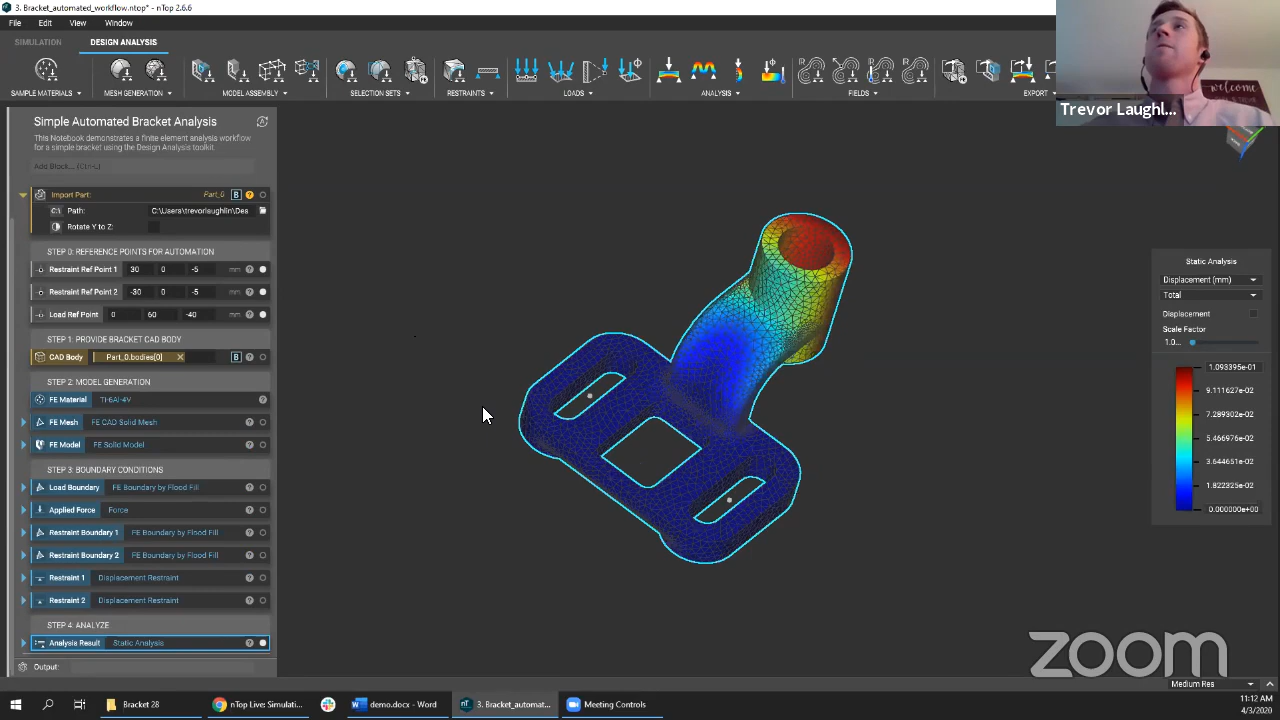 3. Bracket_automated_workflow.ntop* - nTop 2.6.6
File Edit View Window
SIMULATION DESIGN ANALYSIS
SAMPLE MATERIALS MESH GENERATION MODEL ASSEMBLY SELECTION SETS RESTRAINTS LOADS ANALYSIS FIELDS EXPORT
welcome
Trevor Laughl...
Simple Automated Bracket Analysis
This Notebook demonstrates a finite element analysis workflow
for a simple bracket using the Design Analysis toolkit.
Add Block... (Ctrl+L)
Import Part: Part_0 B ?
C:\ Path: C:\Users\trevorlaughlin\Des
Rotate Y to Z:
STEP 0: REFERENCE POINTS FOR AUTOMATION
Restraint Ref Point 1 30 0 -5 mm ?
Restraint Ref Point 2 -30 0 -5 mm ?
Load Ref Point 0 60 -40 mm ?
STEP 1: PROVIDE BRACKET CAD BODY
CAD Body Part_0.bodies[0] × B ?
STEP 2: MODEL GENERATION
FE Material Ti-6Al-4V ?
FE Mesh FE CAD Solid Mesh ?
FE Model FE Solid Model ?
STEP 3: BOUNDARY CONDITIONS
Load Boundary FE Boundary by Flood Fill ?
Applied Force Force ?
Restraint Boundary 1 FE Boundary by Flood Fill ?
Restraint Boundary 2 FE Boundary by Flood Fill ?
Restraint 1 Displacement Restraint ?
Restraint 2 Displacement Restraint ?
STEP 4: ANALYZE
Analysis Result Static Analysis ?
Output:
Static Analysis
Displacement (mm)
Total
Displacement
Scale Factor
1.0...
1.093395e-01
9.111627e-02
7.289302e-02
5.466976e-02
3.644651e-02
1.822325e-02
0.000000e+00
zoom
Medium Res
Bracket 28 nTop Live: Simulati... demo.docx - Word 3. Bracket_automat... Meeting Controls
11:12 AM
4/3/2020